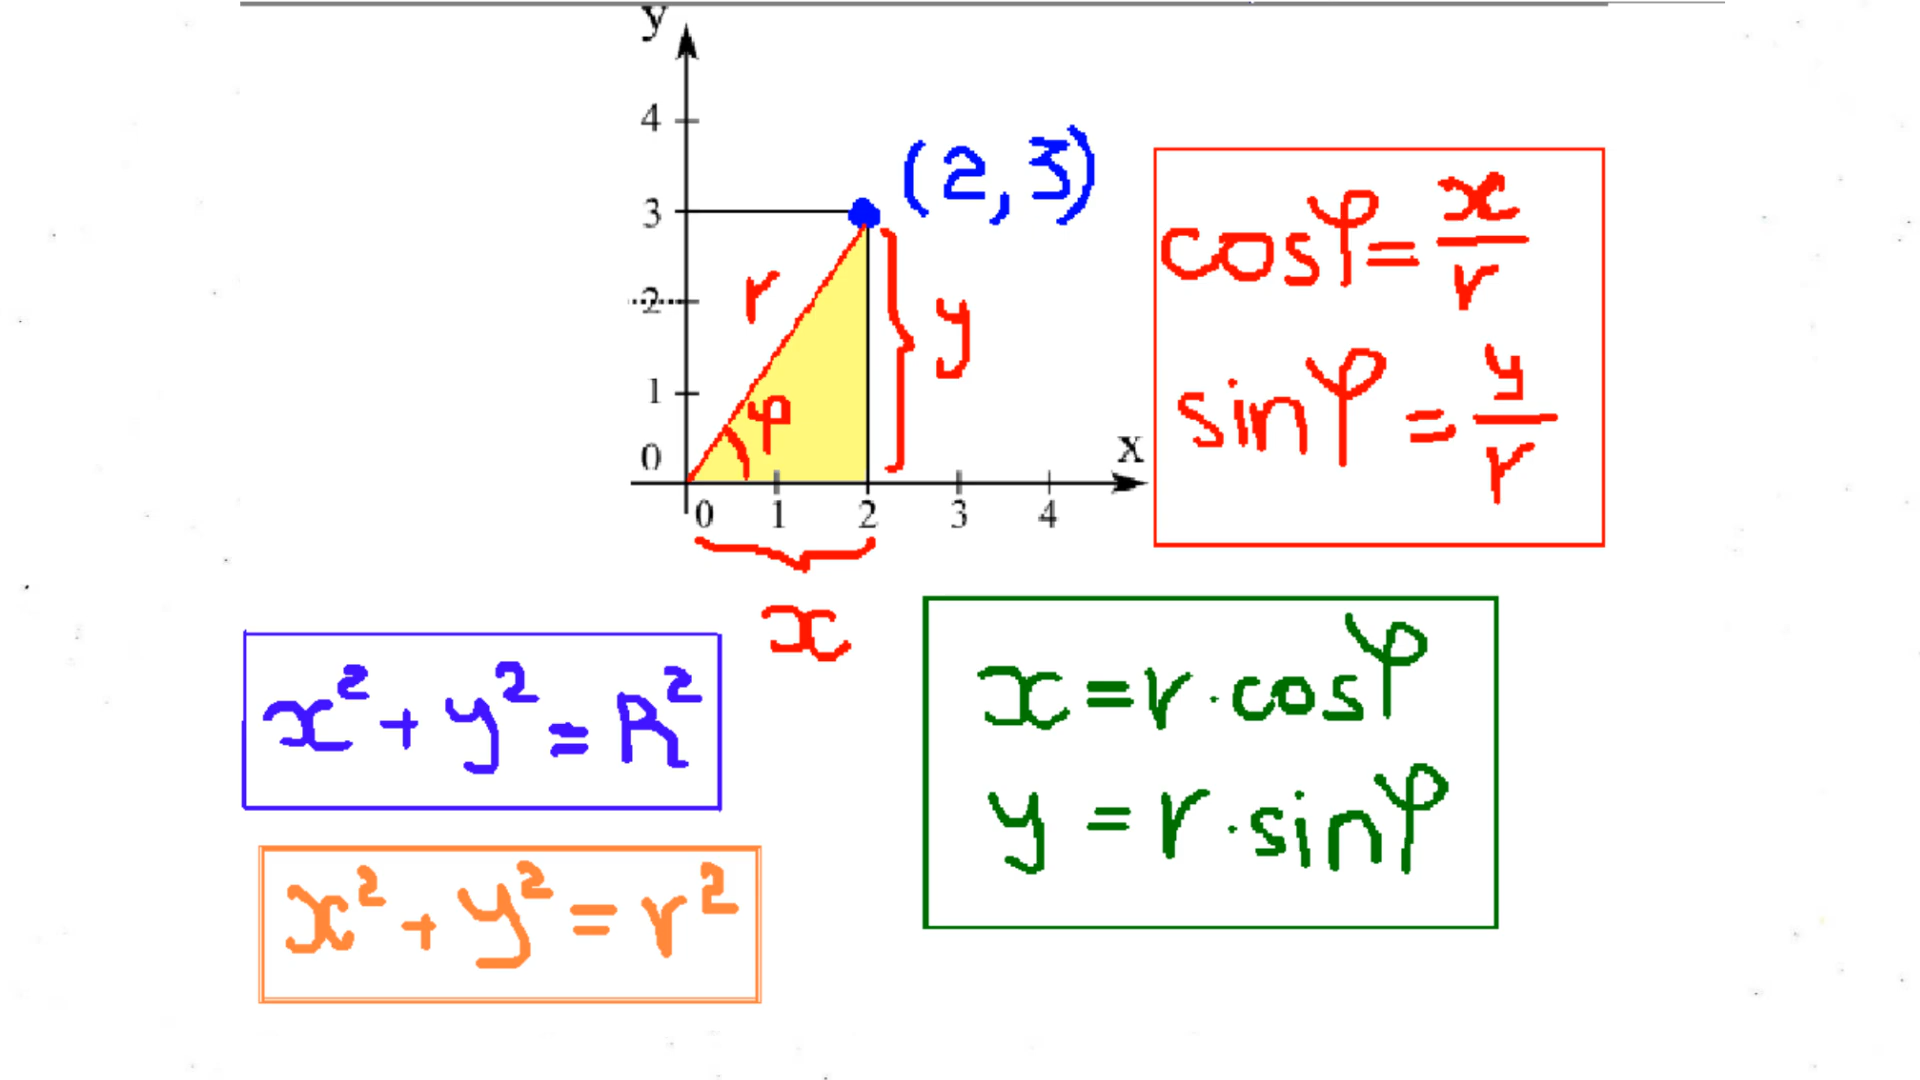 y
4
(2, 3)
3
r
2
y
1
φ
0
x
0 1 2 3 4
x
cosφ = x/r
sinφ = y/r
x² + y² = R²
x² + y² = r²
x = r · cosφ
y = r · sinφ